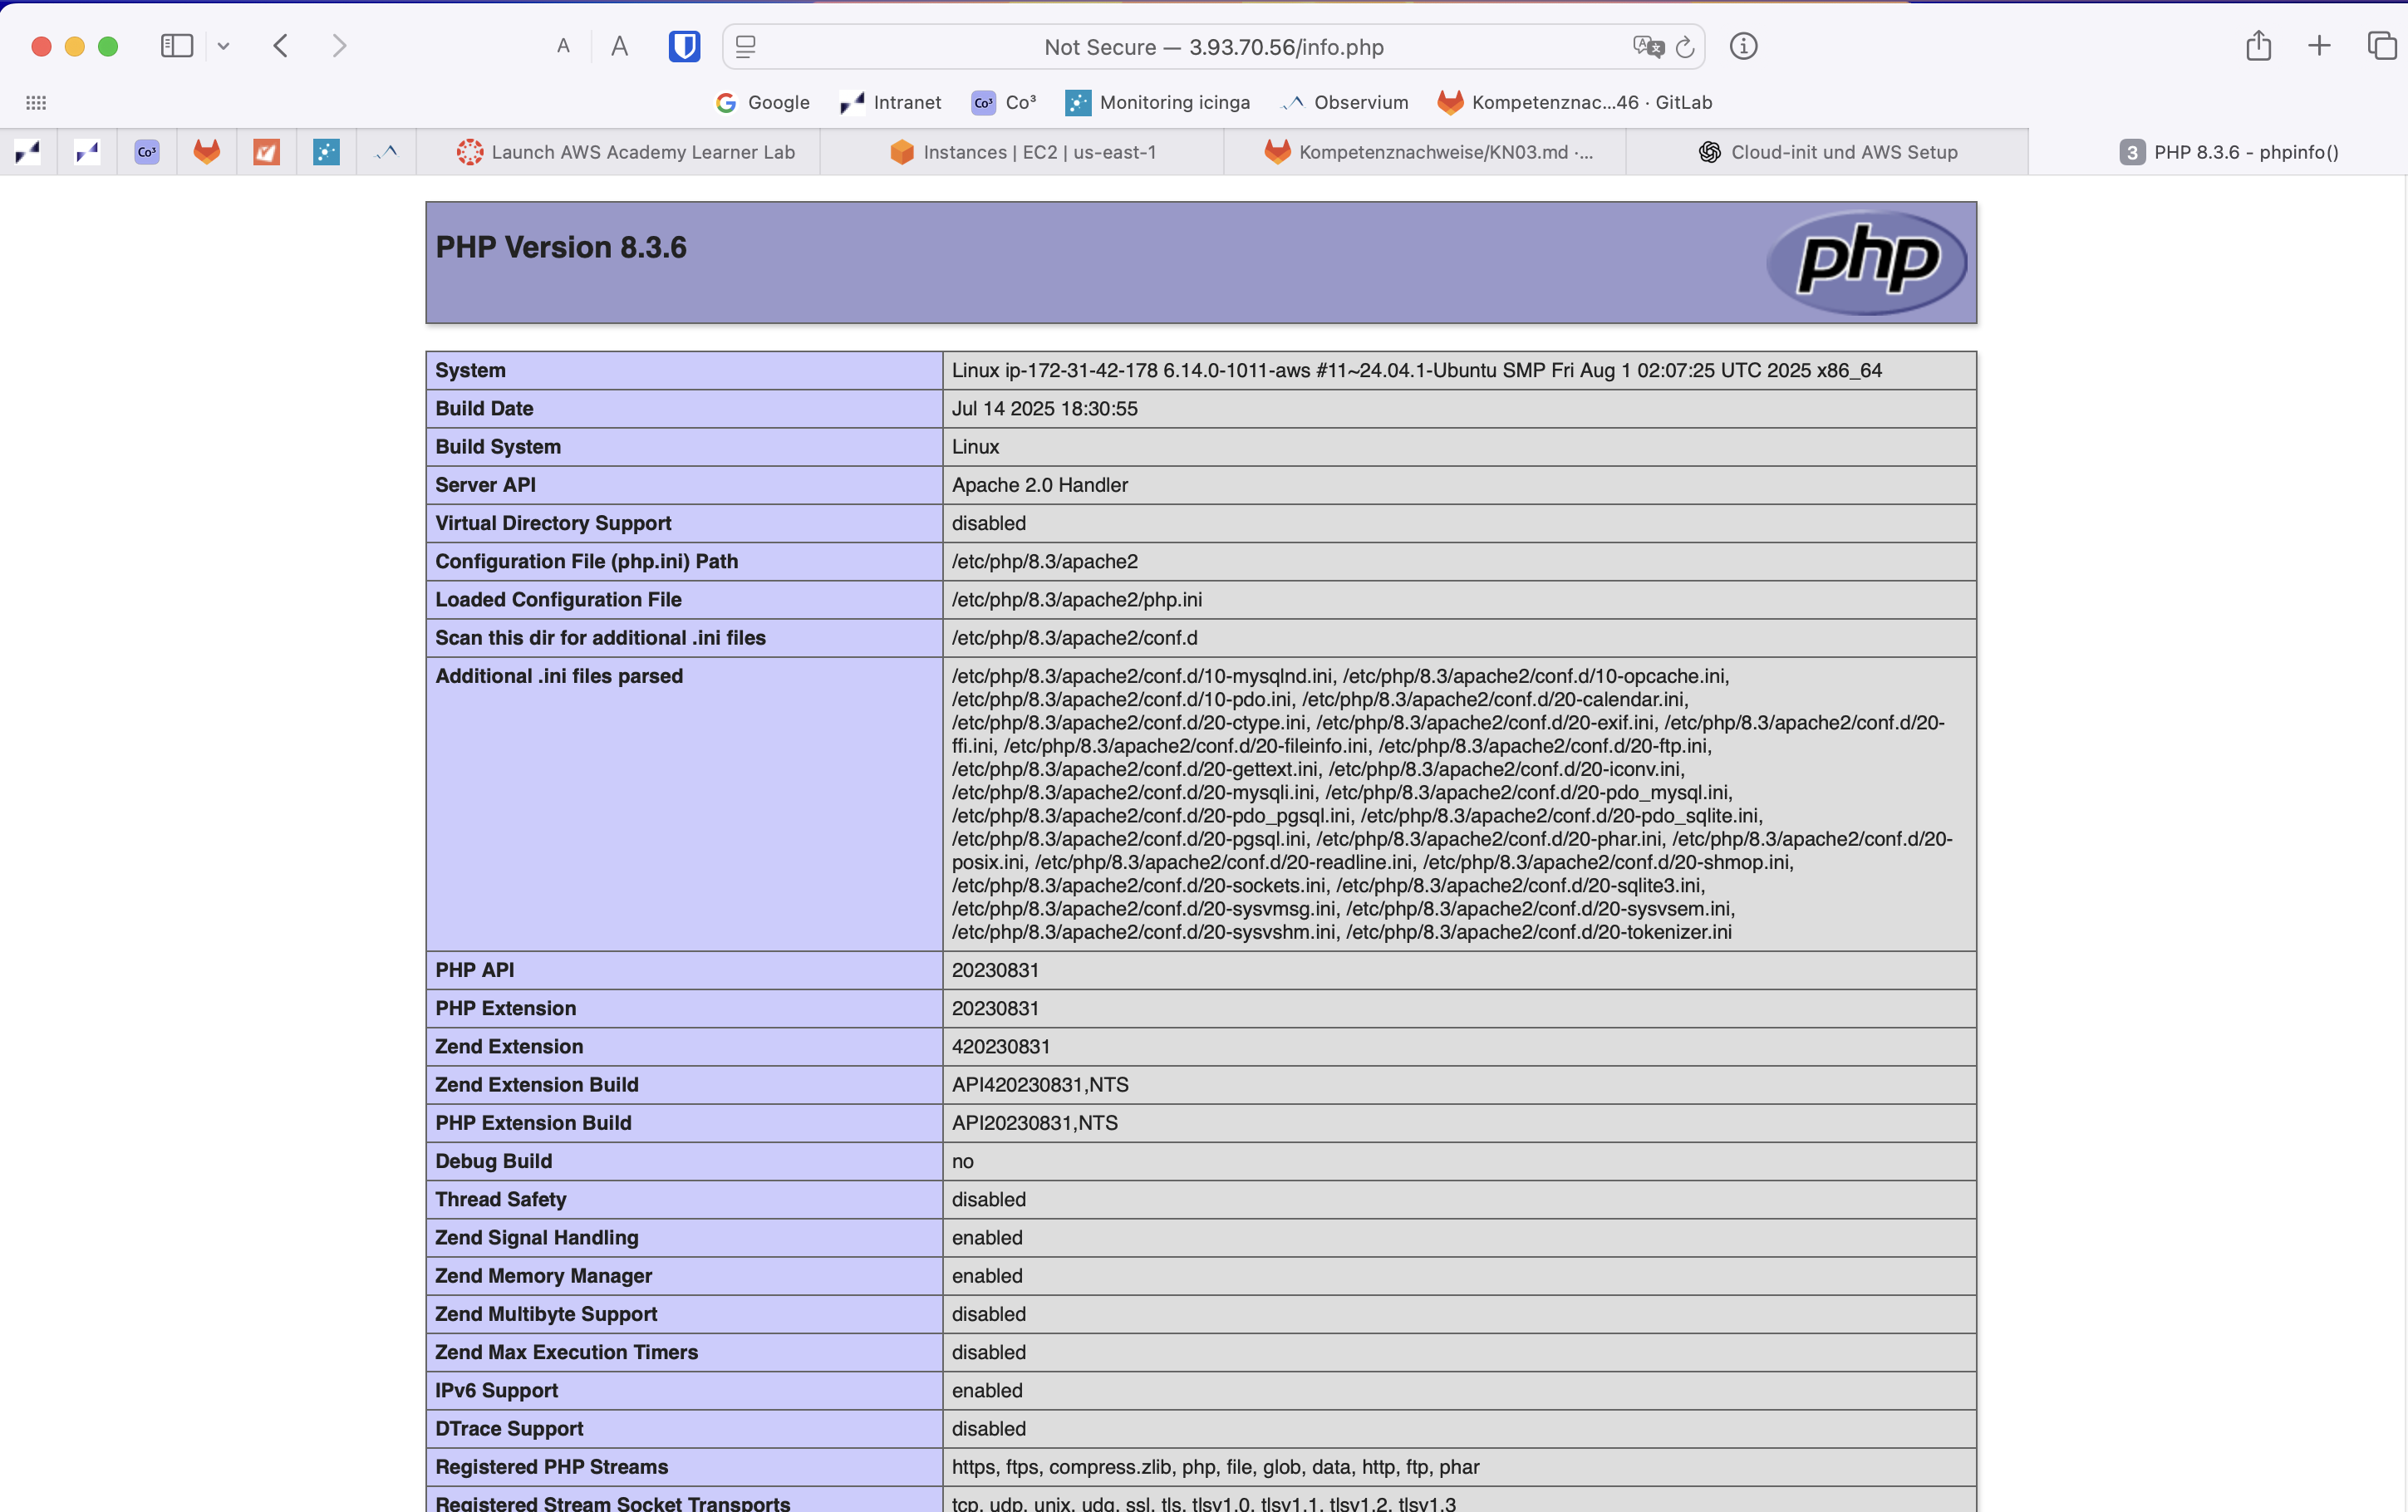 A A Not Secure — 3.93.70.56/info.php
Google Intranet Co³ Co³ Monitoring icinga Observium Kompetenznac...46 · GitLab
Co³ Launch AWS Academy Learner Lab Instances | EC2 | us-east-1 Kompetenznachweise/KN03.md ·... Cloud-init und AWS Setup 3 PHP 8.3.6 - phpinfo()
PHP Version 8.3.6 php
System Linux ip-172-31-42-178 6.14.0-1011-aws #11~24.04.1-Ubuntu SMP Fri Aug 1 02:07:25 UTC 2025 x86_64
Build Date Jul 14 2025 18:30:55
Build System Linux
Server API Apache 2.0 Handler
Virtual Directory Support disabled
Configuration File (php.ini) Path /etc/php/8.3/apache2
Loaded Configuration File /etc/php/8.3/apache2/php.ini
Scan this dir for additional .ini files /etc/php/8.3/apache2/conf.d
Additional .ini files parsed /etc/php/8.3/apache2/conf.d/10-mysqlnd.ini, /etc/php/8.3/apache2/conf.d/10-opcache.ini,
/etc/php/8.3/apache2/conf.d/10-pdo.ini, /etc/php/8.3/apache2/conf.d/20-calendar.ini,
/etc/php/8.3/apache2/conf.d/20-ctype.ini, /etc/php/8.3/apache2/conf.d/20-exif.ini, /etc/php/8.3/apache2/conf.d/20-
ffi.ini, /etc/php/8.3/apache2/conf.d/20-fileinfo.ini, /etc/php/8.3/apache2/conf.d/20-ftp.ini,
/etc/php/8.3/apache2/conf.d/20-gettext.ini, /etc/php/8.3/apache2/conf.d/20-iconv.ini,
/etc/php/8.3/apache2/conf.d/20-mysqli.ini, /etc/php/8.3/apache2/conf.d/20-pdo_mysql.ini,
/etc/php/8.3/apache2/conf.d/20-pdo_pgsql.ini, /etc/php/8.3/apache2/conf.d/20-pdo_sqlite.ini,
/etc/php/8.3/apache2/conf.d/20-pgsql.ini, /etc/php/8.3/apache2/conf.d/20-phar.ini, /etc/php/8.3/apache2/conf.d/20-
posix.ini, /etc/php/8.3/apache2/conf.d/20-readline.ini, /etc/php/8.3/apache2/conf.d/20-shmop.ini,
/etc/php/8.3/apache2/conf.d/20-sockets.ini, /etc/php/8.3/apache2/conf.d/20-sqlite3.ini,
/etc/php/8.3/apache2/conf.d/20-sysvmsg.ini, /etc/php/8.3/apache2/conf.d/20-sysvsem.ini,
/etc/php/8.3/apache2/conf.d/20-sysvshm.ini, /etc/php/8.3/apache2/conf.d/20-tokenizer.ini
PHP API 20230831
PHP Extension 20230831
Zend Extension 420230831
Zend Extension Build API420230831,NTS
PHP Extension Build API20230831,NTS
Debug Build no
Thread Safety disabled
Zend Signal Handling enabled
Zend Memory Manager enabled
Zend Multibyte Support disabled
Zend Max Execution Timers disabled
IPv6 Support enabled
DTrace Support disabled
Registered PHP Streams https, ftps, compress.zlib, php, file, glob, data, http, ftp, phar
Registered Stream Socket Transports tcp, udp, unix, udg, ssl, tls, tlsv1.0, tlsv1.1, tlsv1.2, tlsv1.3